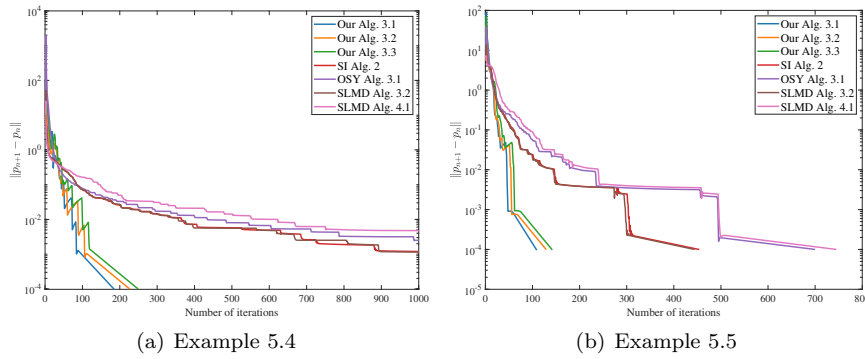 10^4
10^2
10^0
10^-2
10^-4
||p_{n+1} − p_n||
0 100 200 300 400 500 600 700 800 900 1000
Number of iterations
Our Alg. 3.1
Our Alg. 3.2
Our Alg. 3.3
SI Alg. 2
OSY Alg. 3.1
SLMD Alg. 3.2
SLMD Alg. 4.1
(a) Example 5.4
10^2
10^1
10^0
10^-1
10^-2
10^-3
10^-4
10^-5
||p_{n+1} − p_n||
0 100 200 300 400 500 600 700 80
Number of iterations
Our Alg. 3.1
Our Alg. 3.2
Our Alg. 3.3
SI Alg. 2
OSY Alg. 3.1
SLMD Alg. 3.2
SLMD Alg. 4.1
(b) Example 5.5